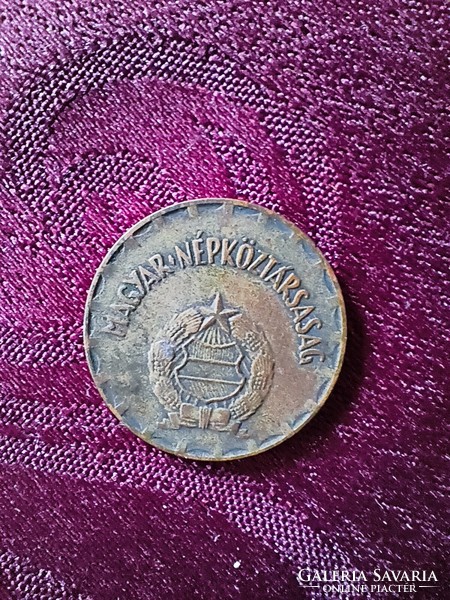 MAGYAR·NÉPKÖZTÁRSASÁG
GALERIA SAVARIA
ONLINE PIACTÉR